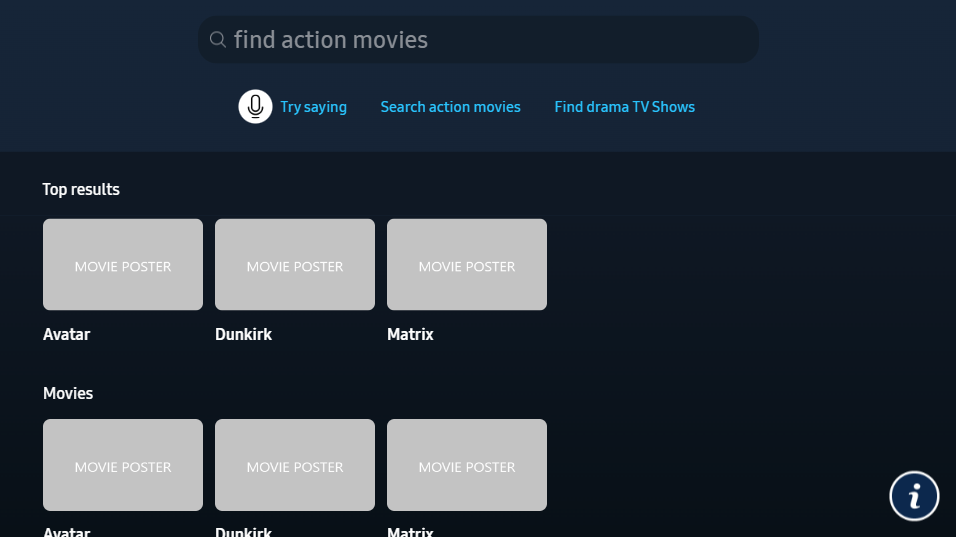 find action movies
Try saying Search action movies Find drama TV Shows
Top results
MOVIE POSTER MOVIE POSTER MOVIE POSTER
Avatar Dunkirk Matrix
Movies
MOVIE POSTER MOVIE POSTER MOVIE POSTER
i
Avatar Dunkirk Matrix